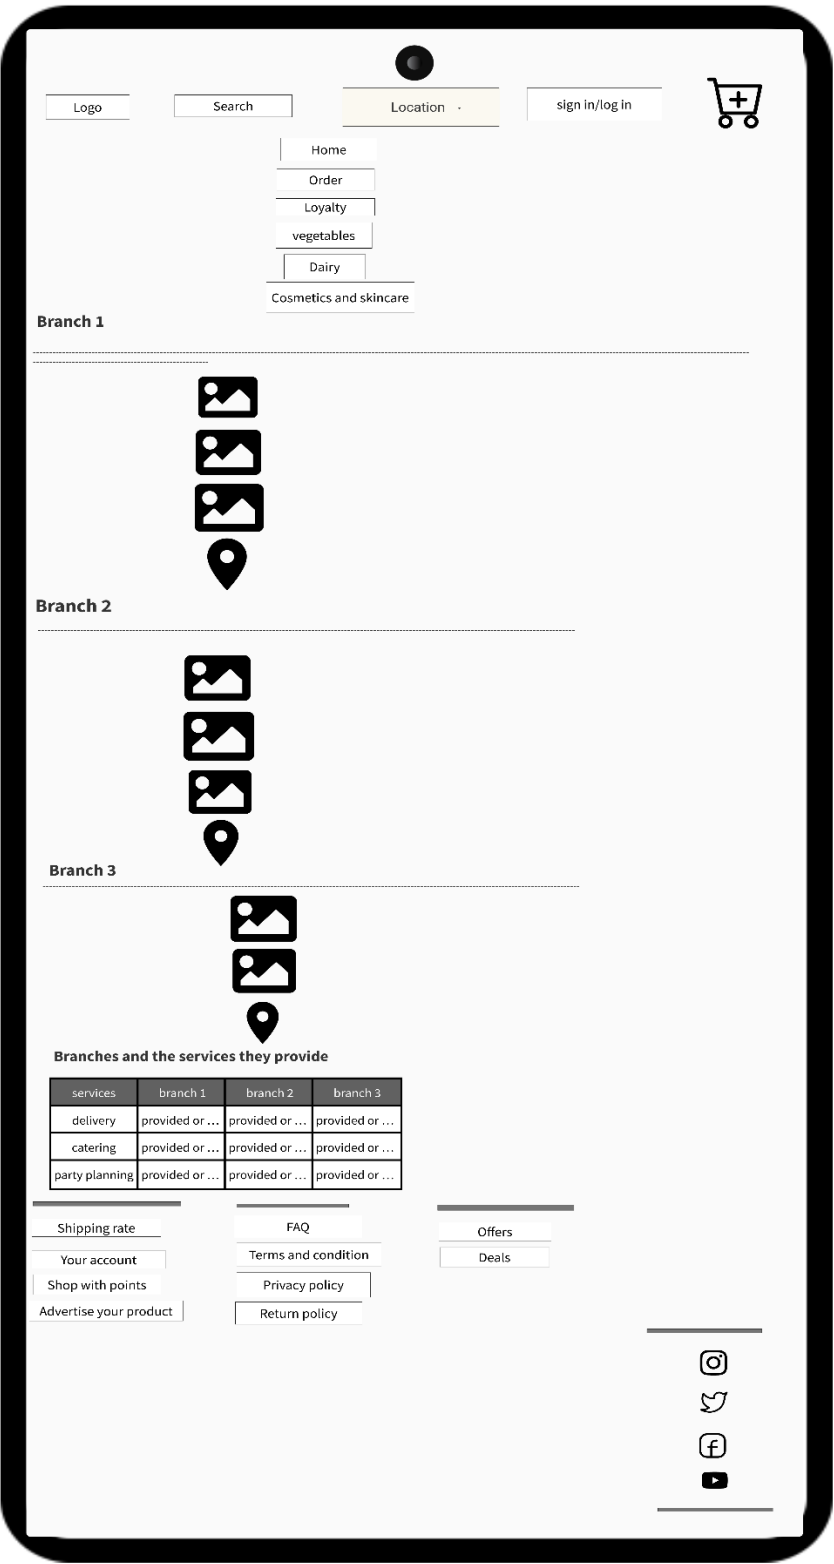 Logo
Search
Location
sign in/log in
Home
Order
Loyalty
vegetables
Dairy
Cosmetics and skincare
Branch 1
Branch 2
Branch 3
Branches and the services they provide
services branch 1 branch 2 branch 3
delivery provided or ... provided or ... provided or ...
catering provided or ... provided or ... provided or ...
party planning provided or ... provided or ... provided or ...
Shipping rate
Your account
Shop with points
Advertise your product
FAQ
Terms and condition
Privacy policy
Return policy
Offers
Deals